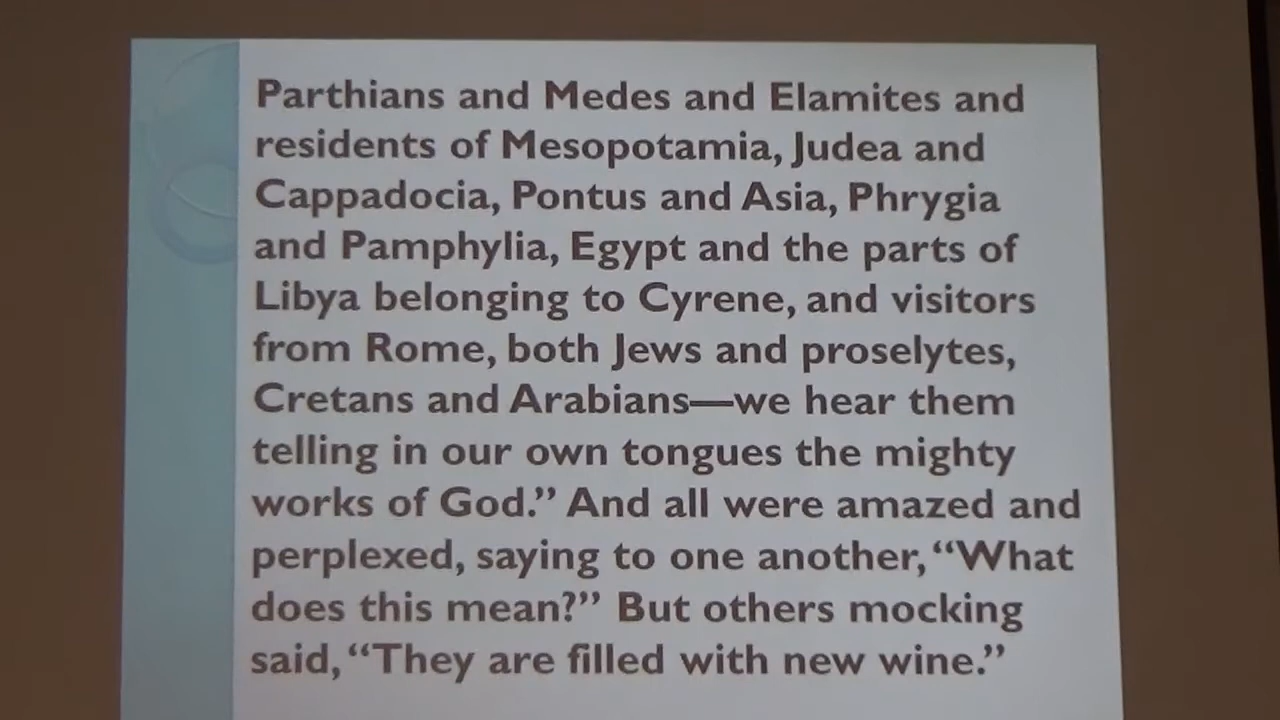 Parthians and Medes and Elamites and
residents of Mesopotamia, Judea and
Cappadocia, Pontus and Asia, Phrygia
and Pamphylia, Egypt and the parts of
Libya belonging to Cyrene, and visitors
from Rome, both Jews and proselytes,
Cretans and Arabians—we hear them
telling in our own tongues the mighty
works of God.” And all were amazed and
perplexed, saying to one another, “What
does this mean?” But others mocking
said, “They are filled with new wine.”